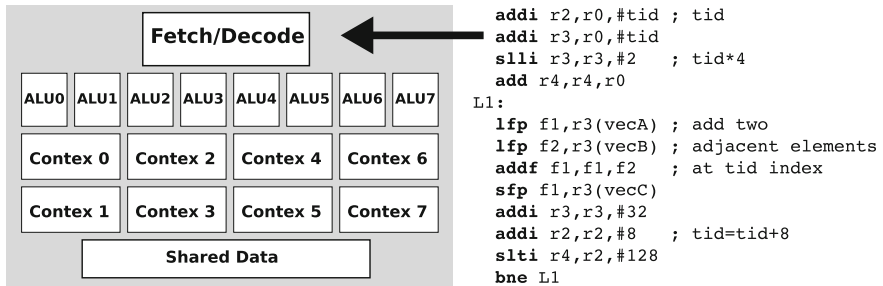 Fetch/Decode
ALU0 ALU1 ALU2 ALU3 ALU4 ALU5 ALU6 ALU7
Contex 0 Contex 2 Contex 4 Contex 6
Contex 1 Contex 3 Contex 5 Contex 7
Shared Data
addi r2,r0,#tid ; tid
addi r3,r0,#tid
slli r3,r3,#2 ; tid*4
add r4,r4,r0
L1:
lfp f1,r3(vecA) ; add two
lfp f2,r3(vecB) ; adjacent elements
addf f1,f1,f2 ; at tid index
sfp f1,r3(vecC)
addi r3,r3,#32
addi r2,r2,#8 ; tid=tid+8
slti r4,r2,#128
bne L1